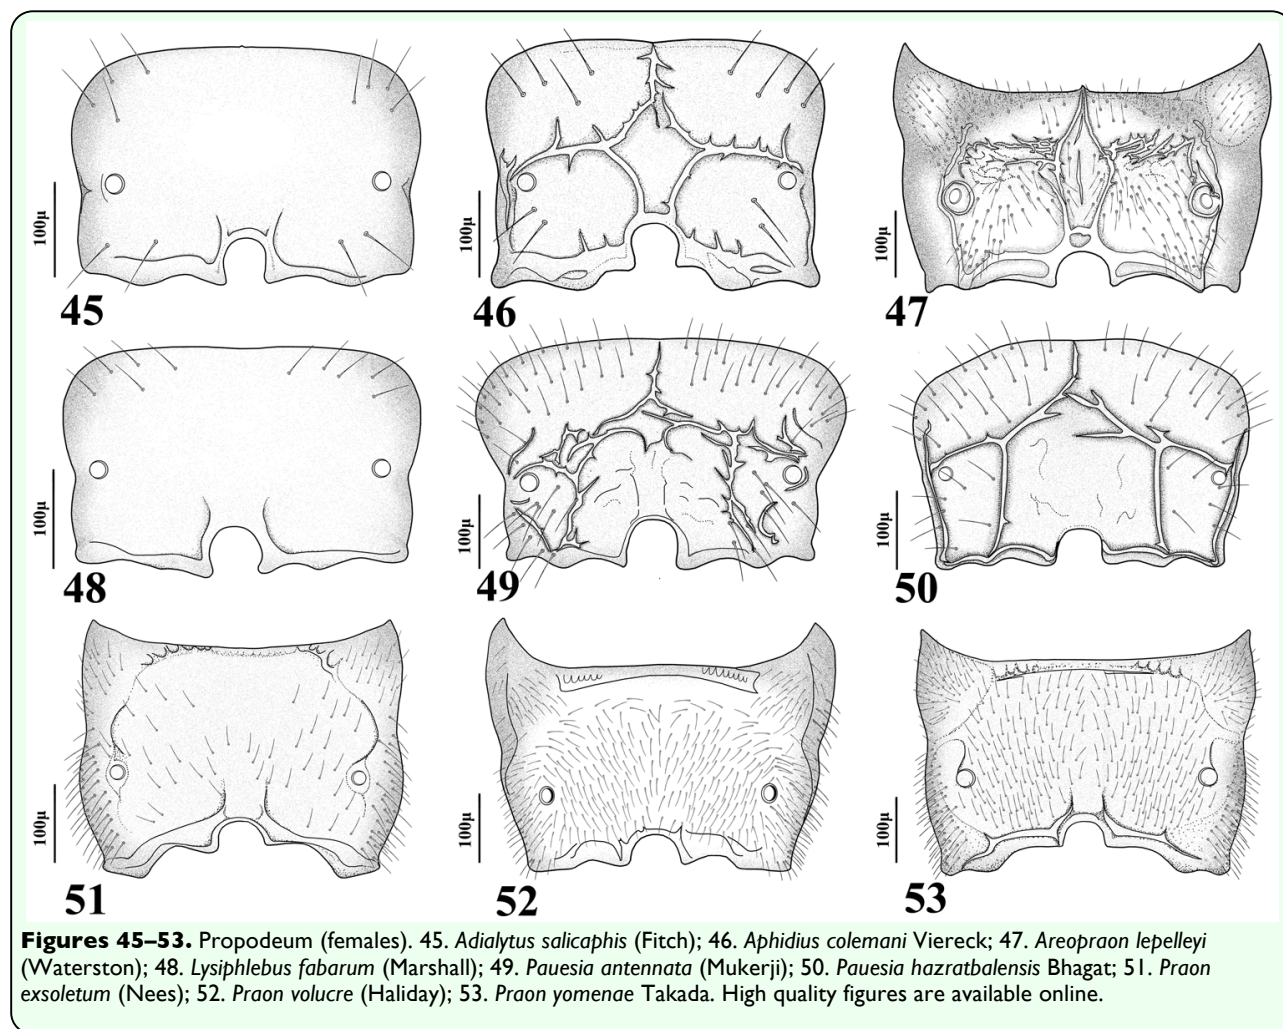 100μ
45
100μ
46
100μ
47
100μ
48
100μ
49
100μ
50
100μ
51
100μ
52
100μ
53
Figures 45–53. Propodeum (females). 45. Adialytus salicaphis (Fitch); 46. Aphidius colemani Viereck; 47. Areopraon lepelleyi
(Waterston); 48. Lysiphlebus fabarum (Marshall); 49. Pauesia antennata (Mukerji); 50. Pauesia hazratbalensis Bhagat; 51. Praon
exsoletum (Nees); 52. Praon volucre (Haliday); 53. Praon yomenae Takada. High quality figures are available online.